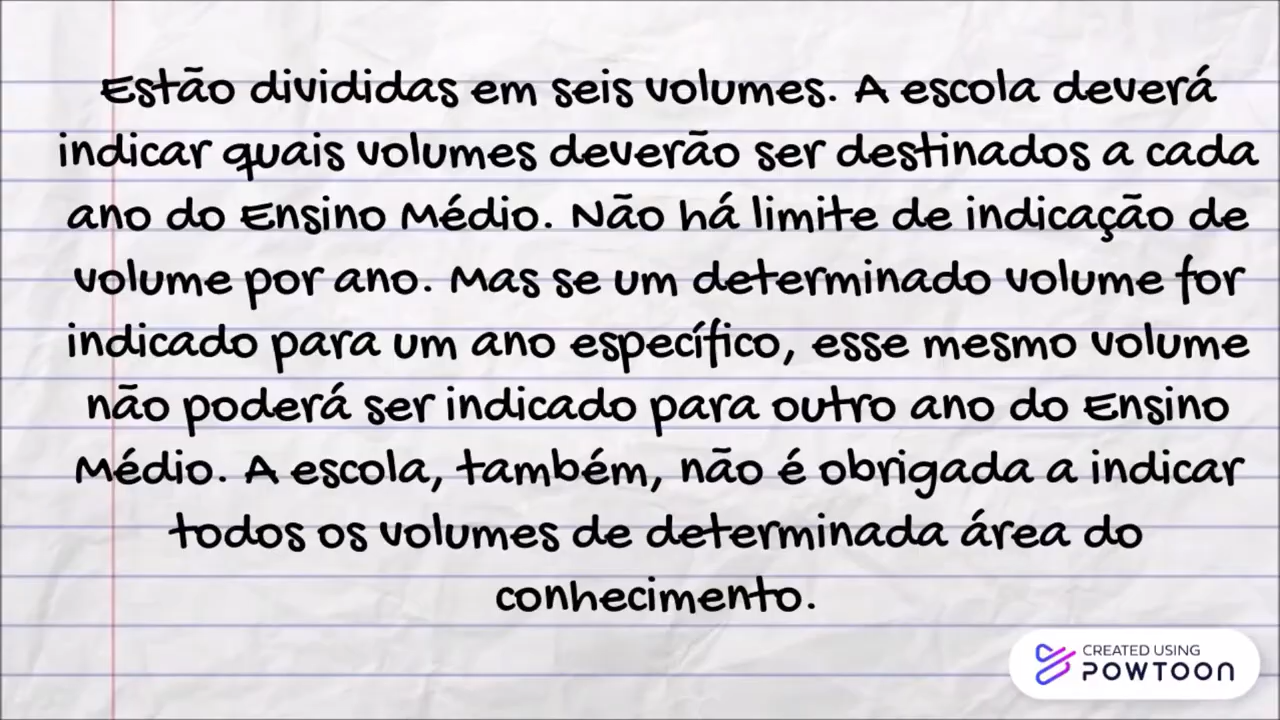 Estão divididas em seis volumes. A escola deverá
indicar quais volumes deverão ser destinados a cada
ano do Ensino Médio. Não há limite de indicação de
volume por ano. Mas se um determinado volume for
indicado para um ano específico, esse mesmo volume
não poderá ser indicado para outro ano do Ensino
Médio. A escola, também, não é obrigada a indicar
todos os volumes de determinada área do
conhecimento.
CREATED USING
POWTOON